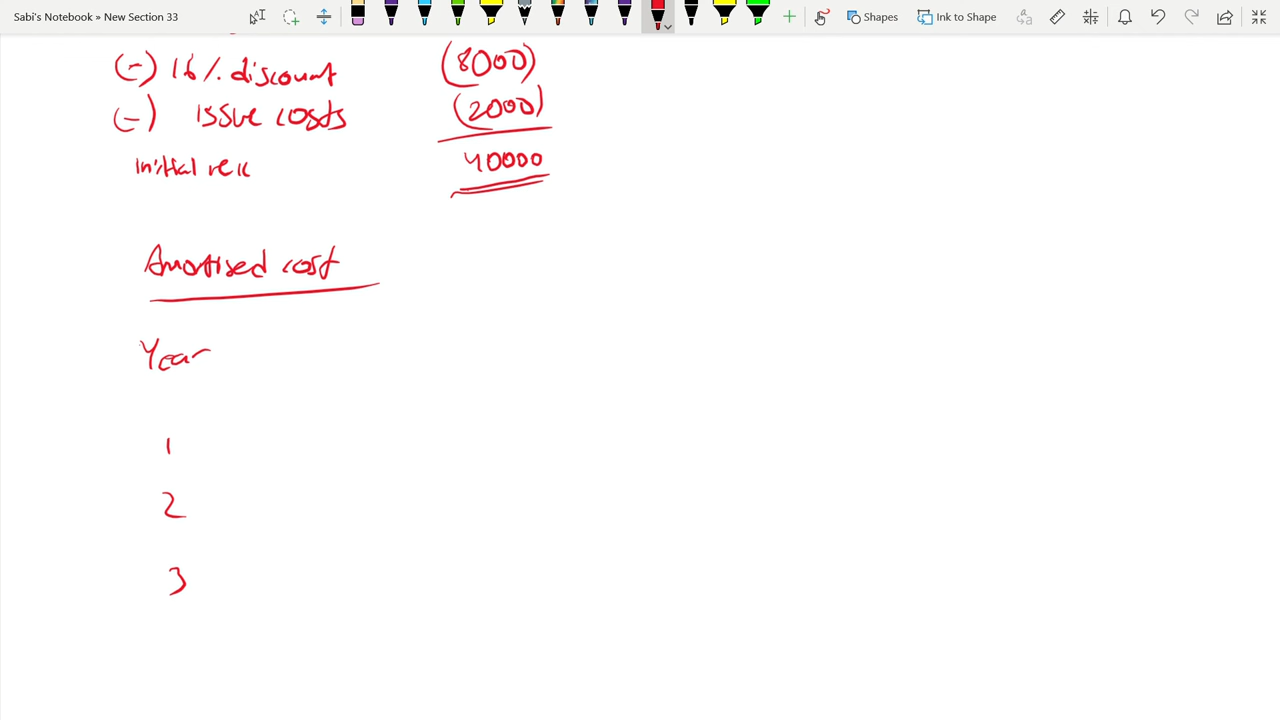 Sabi's Notebook » New Section 33
Shapes
Ink to Shape
(-) 16%. discount (8000)
(-) issue costs (2000)
initial rec 40000
Amortised cost
Year
1
2
3